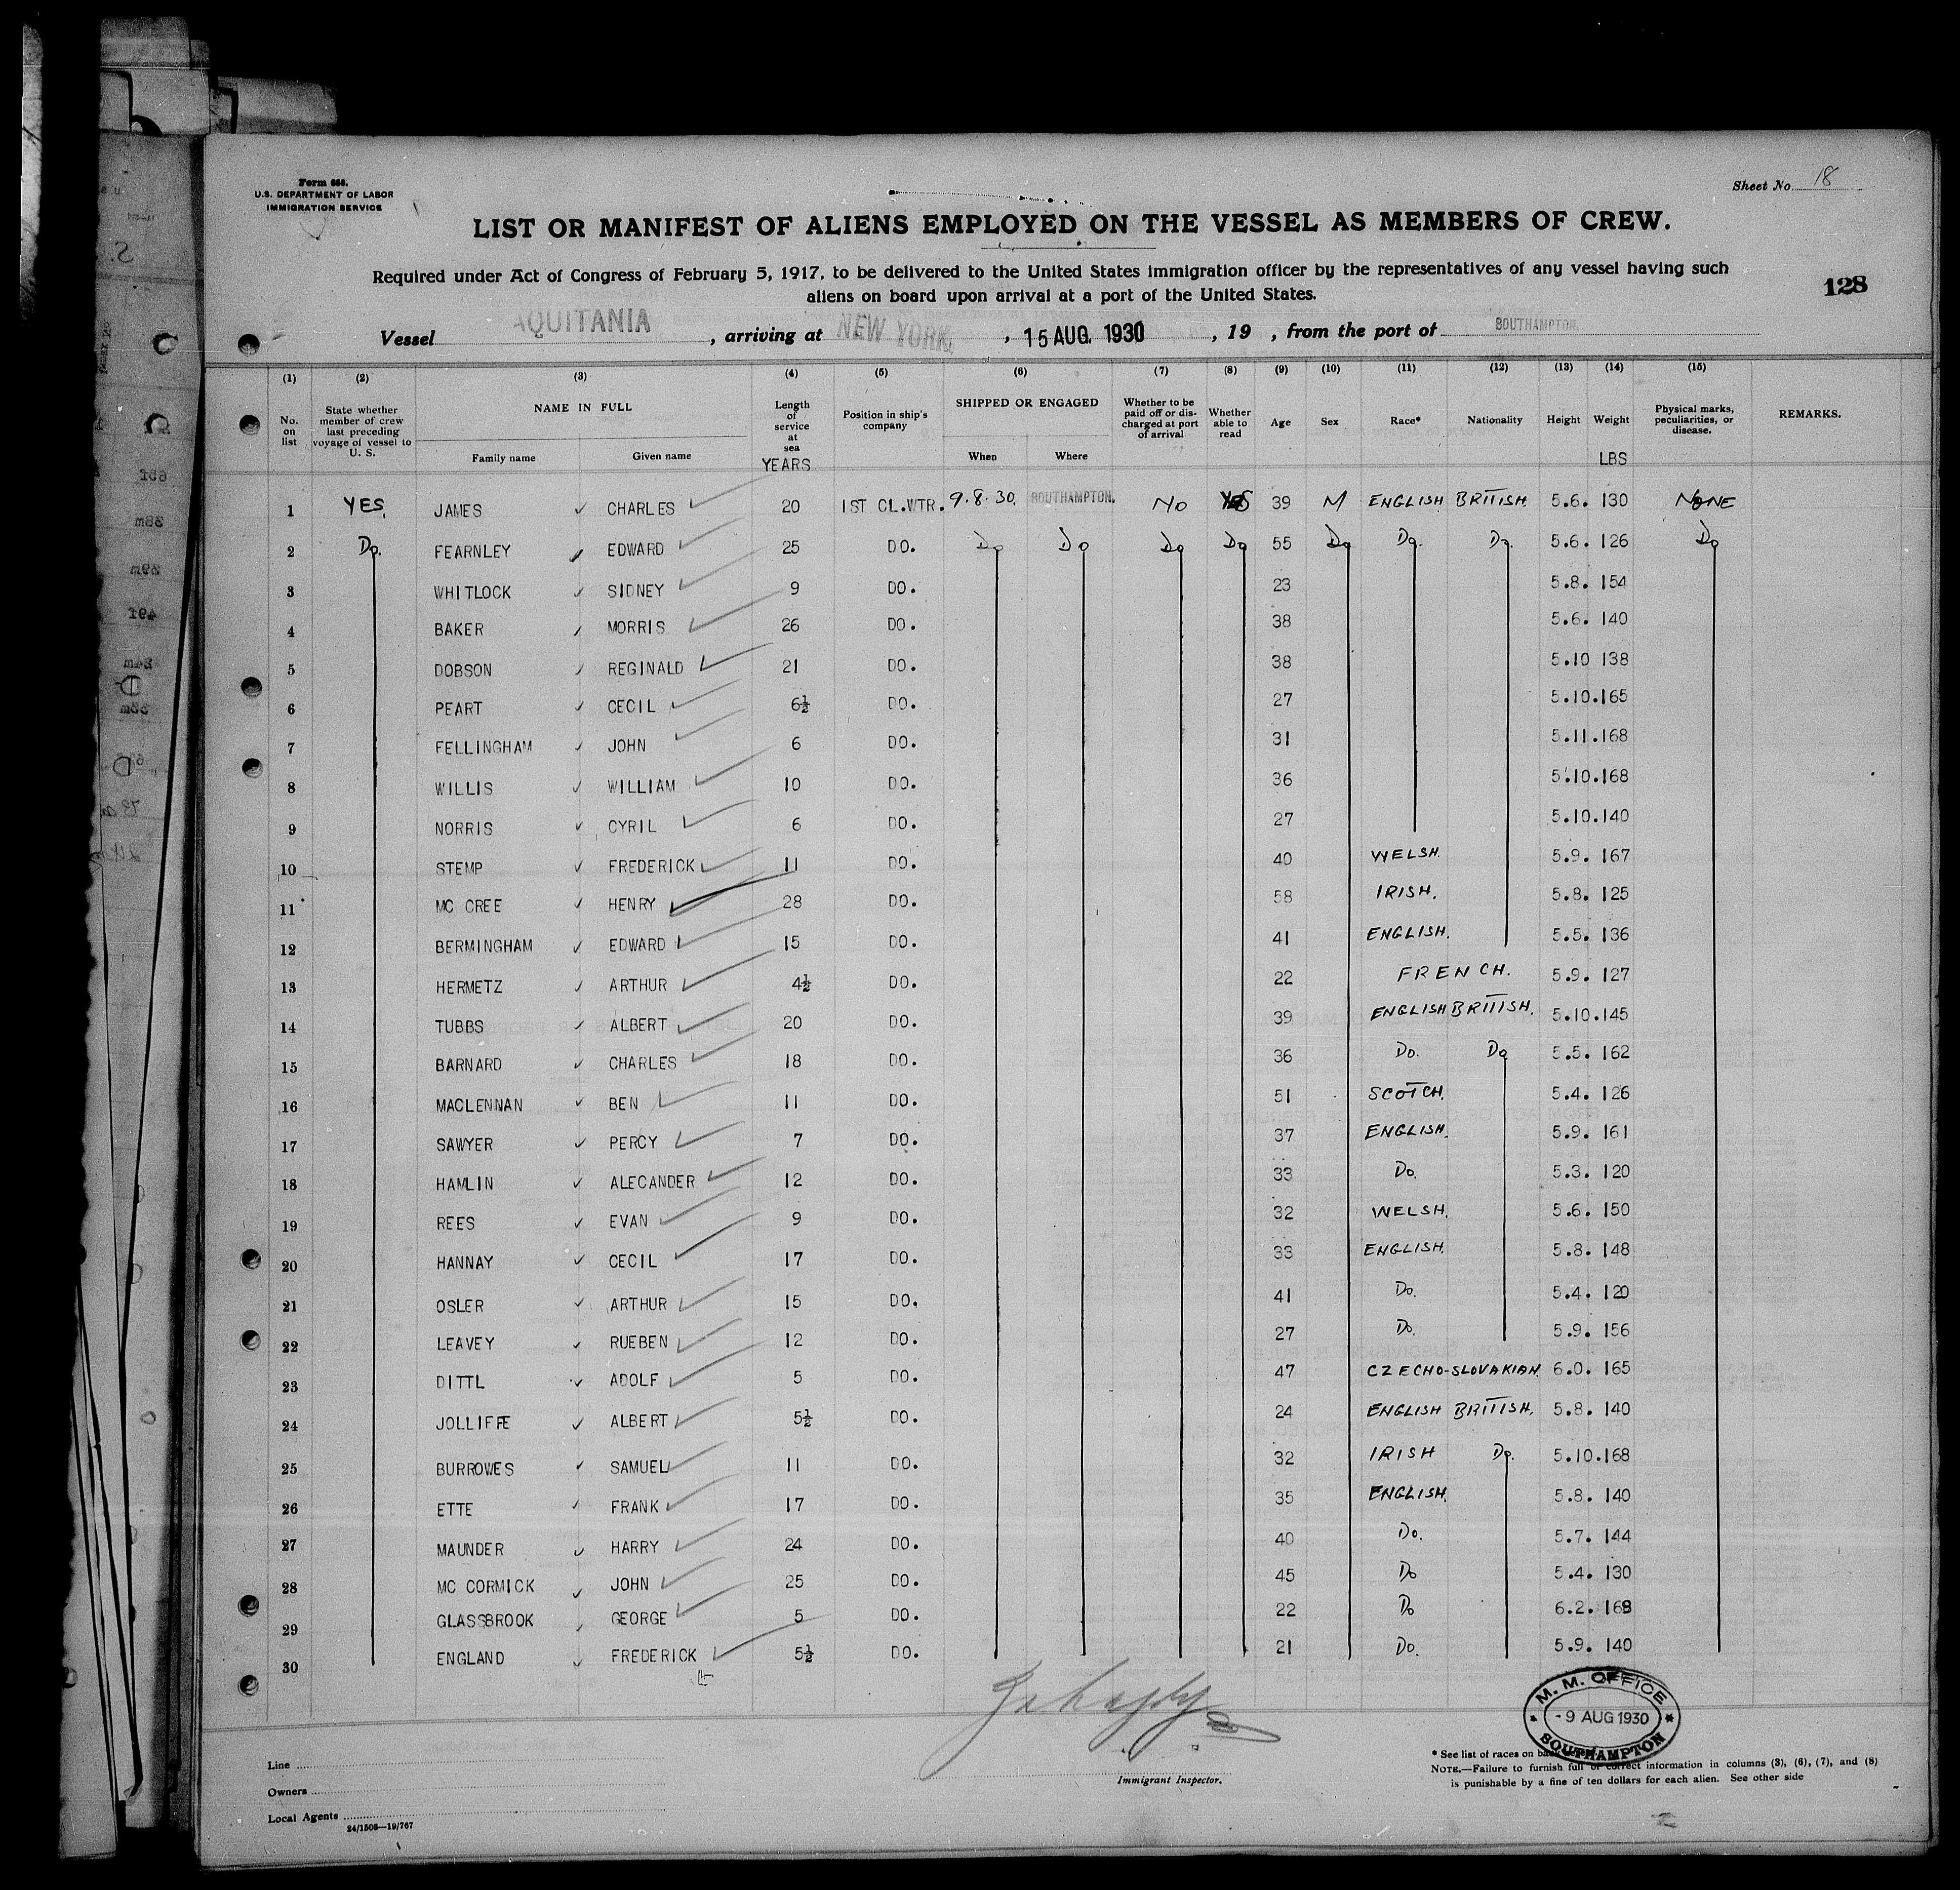 Form 686.
U.S. DEPARTMENT OF LABOR
IMMIGRATION SERVICE
Sheet No. 18
LIST OR MANIFEST OF ALIENS EMPLOYED ON THE VESSEL AS MEMBERS OF CREW.
Required under Act of Congress of February 5, 1917, to be delivered to the United States immigration officer by the representatives of any vessel having such
aliens on board upon arrival at a port of the United States.
128
Vessel AQUITANIA, arriving at NEW YORK, 15 AUG. 1930, 19 , from the port of SOUTHAMPTON.
(1) (2) (3) (4) (5) (6) (7) (8) (9) (10) (11) (12) (13) (14) (15)
No. on list | State whether member of crew last preceding voyage of vessel to U. S. | NAME IN FULL | Family name | Given name | Length of service at sea YEARS | Position in ship's company | SHIPPED OR ENGAGED | When | Where | Whether to be paid off or discharged at port of arrival | Whether able to read | Age | Sex | Race* | Nationality | Height | Weight LBS | Physical marks, peculiarities, or disease. | REMARKS.
1 YES. JAMES CHARLES 20 1ST CL.WTR. 9.8.30. SOUTHAMPTON. NO YES 39 M ENGLISH BRITISH. 5.6. 130 NONE
2 Do. FEARNLEY EDWARD 25 DO. Do Do Do Do 55 Do Do. Do. 5.6. 126 Do
3 WHITLOCK SIDNEY 9 DO. 23 5.8. 154
4 BAKER MORRIS 26 DO. 38 5.6. 140
5 DOBSON REGINALD 21 DO. 38 5.10 138
6 PEART CECIL 6½ DO. 27 5.10.165
7 FELLINGHAM JOHN 6 DO. 31 5.11.168
8 WILLIS WILLIAM 10 DO. 36 5.10.168
9 NORRIS CYRIL 6 DO. 27 5.10.140
10 STEMP FREDERICK 11 DO. 40 WELSH. 5.9. 167
11 MC CREE HENRY 28 DO. 58 IRISH. 5.8. 125
12 BERMINGHAM EDWARD 15 DO. 41 ENGLISH. 5.5. 136
13 HERMETZ ARTHUR 4½ DO. 22 FRENCH. 5.9. 127
14 TUBBS ALBERT 20 DO. 39 ENGLISH BRITISH. 5.10.145
15 BARNARD CHARLES 18 DO. 36 Do. Do 5.5. 162
16 MACLENNAN BEN 11 DO. 51 SCOTCH. 5.4. 126
17 SAWYER PERCY 7 DO. 37 ENGLISH. 5.9. 161
18 HAMLIN ALECANDER 12 DO. 33 Do. 5.3. 120
19 REES EVAN 9 DO. 32 WELSH. 5.6. 150
20 HANNAY CECIL 17 DO. 33 ENGLISH. 5.8. 148
21 OSLER ARTHUR 15 DO. 41 Do. 5.4. 120
22 LEAVEY RUEBEN 12 DO. 27 Do. 5.9. 156
23 DITTL ADOLF 5 DO. 47 CZECHO-SLOVAKIAN. 6.0. 165
24 JOLLIFFE ALBERT 5½ DO. 24 ENGLISH BRITISH. 5.8. 140
25 BURROWES SAMUEL 11 DO. 32 IRISH Do. 5.10.168
26 ETTE FRANK 17 DO. 35 ENGLISH. 5.8. 140
27 MAUNDER HARRY 24 DO. 40 Do. 5.7. 144
28 MC CORMICK JOHN 25 DO. 45 Do 5.4. 130
29 GLASSBROOK GEORGE 5 DO. 22 Do 6.2. 168
30 ENGLAND FREDERICK 5½ DO. 21 Do. 5.9. 140
M. M. OFFICE
- 9 AUG 1930
SOUTHAMPTON
Line
Owners
Local Agents
24/1508—19/767
Immigrant Inspector.
* See list of races on back
NOTE.—Failure to furnish full or correct information in columns (3), (6), (7), and (8)
is punishable by a fine of ten dollars for each alien. See other side